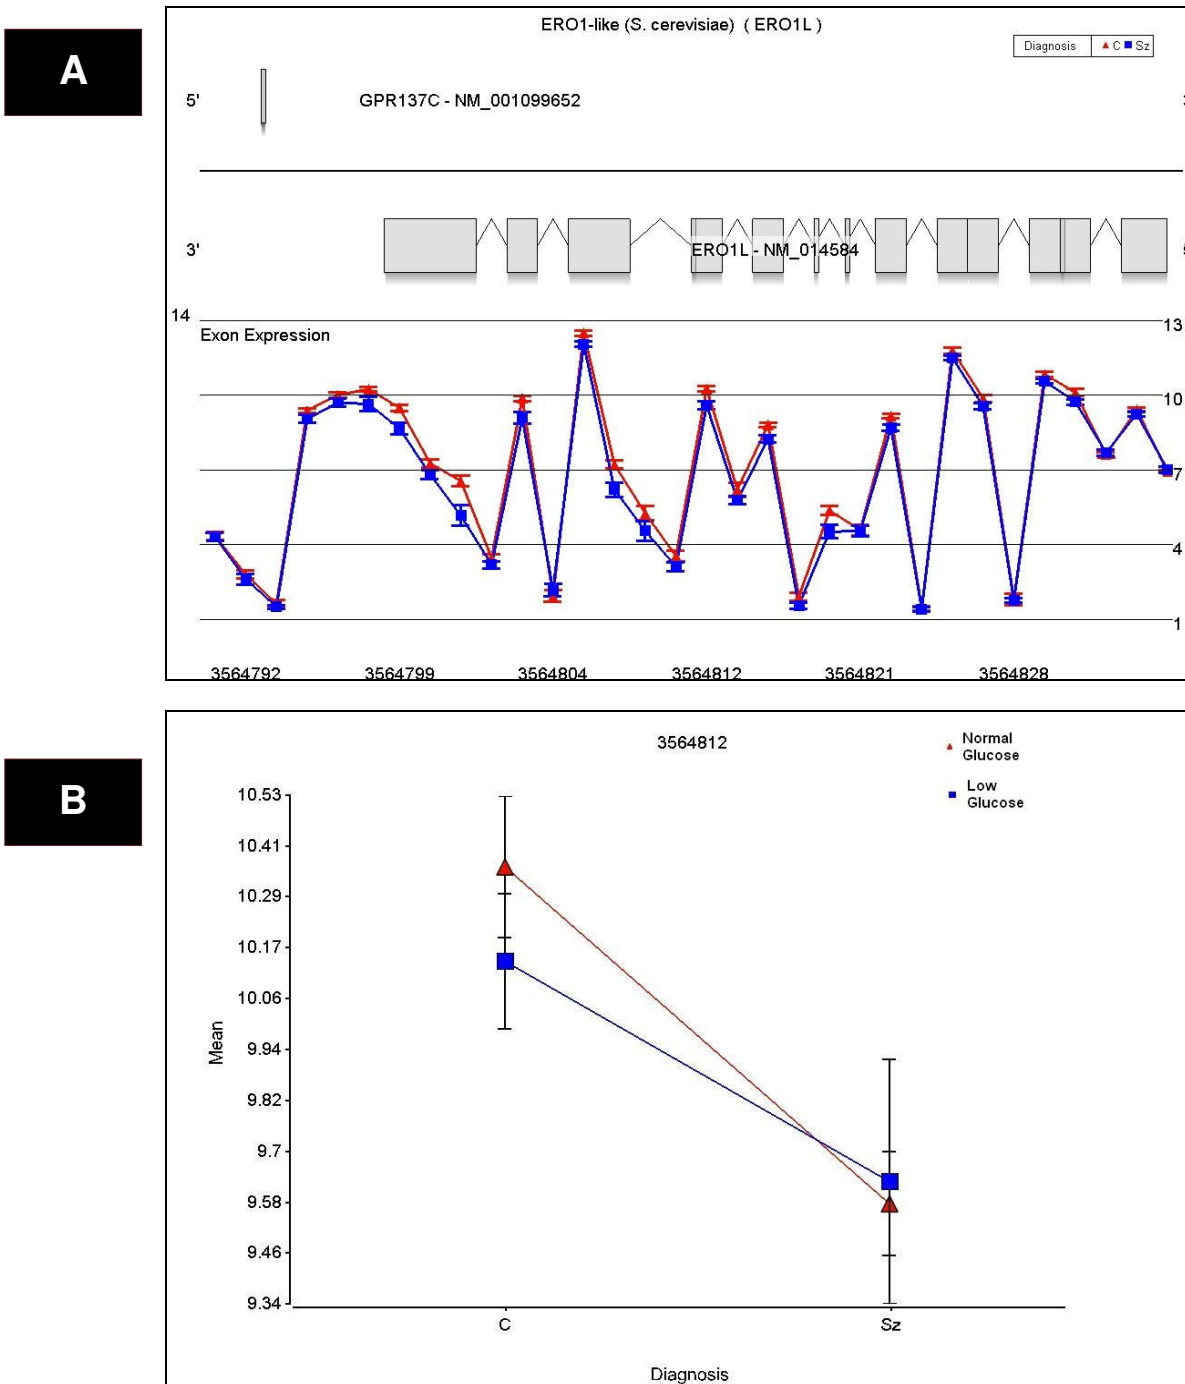 A
ERO1-like (S. cerevisiae) ( ERO1L )
Diagnosis C Sz
5' GPR137C - NM_001099652
3' ERO1L - NM_014584
14
13
Exon Expression
10
7
4
1
3564792 3564799 3564804 3564812 3564821 3564828
B
3564812
Normal
Glucose
Low
Glucose
10.53
10.41
10.29
10.17
10.06
9.94
9.82
9.7
9.58
9.46
9.34
Mean
C Sz
Diagnosis